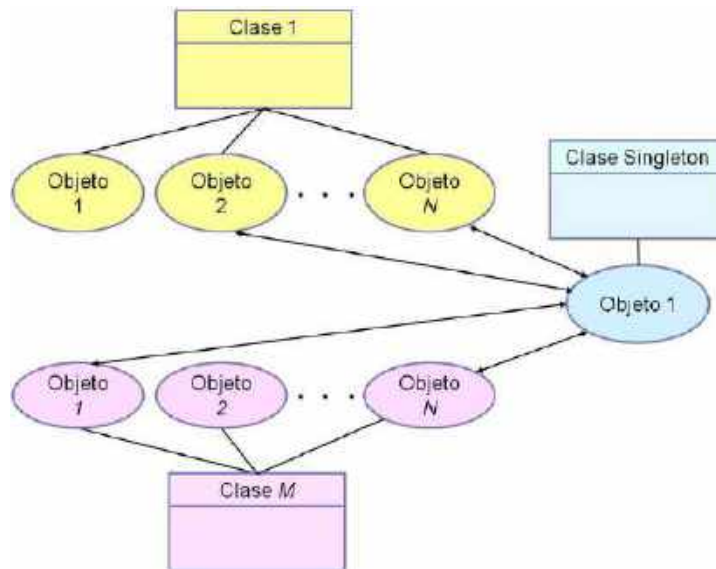 Clase 1
Clase Singleton
Objeto
1
Objeto
2
. . .
Objeto
N
Objeto 1
Objeto
1
Objeto
2
. . .
Objeto
N
Clase M